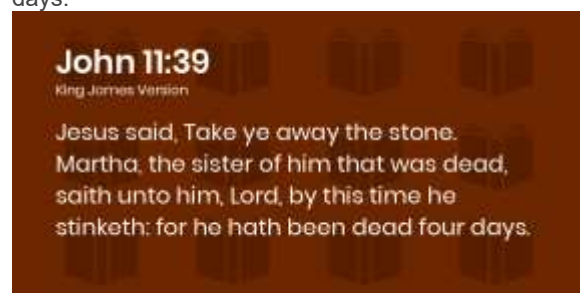 days.
John 11:39
King James Version
Jesus said, Take ye away the stone.
Martha, the sister of him that was dead,
saith unto him, Lord, by this time he
stinketh: for he hath been dead four days.